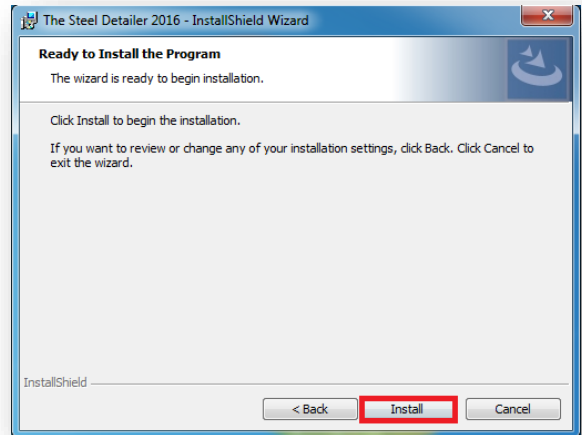 The Steel Detailer 2016 - InstallShield Wizard
Ready to Install the Program
The wizard is ready to begin installation.
Click Install to begin the installation.
If you want to review or change any of your installation settings, click Back. Click Cancel to
exit the wizard.
InstallShield
< Back Install Cancel